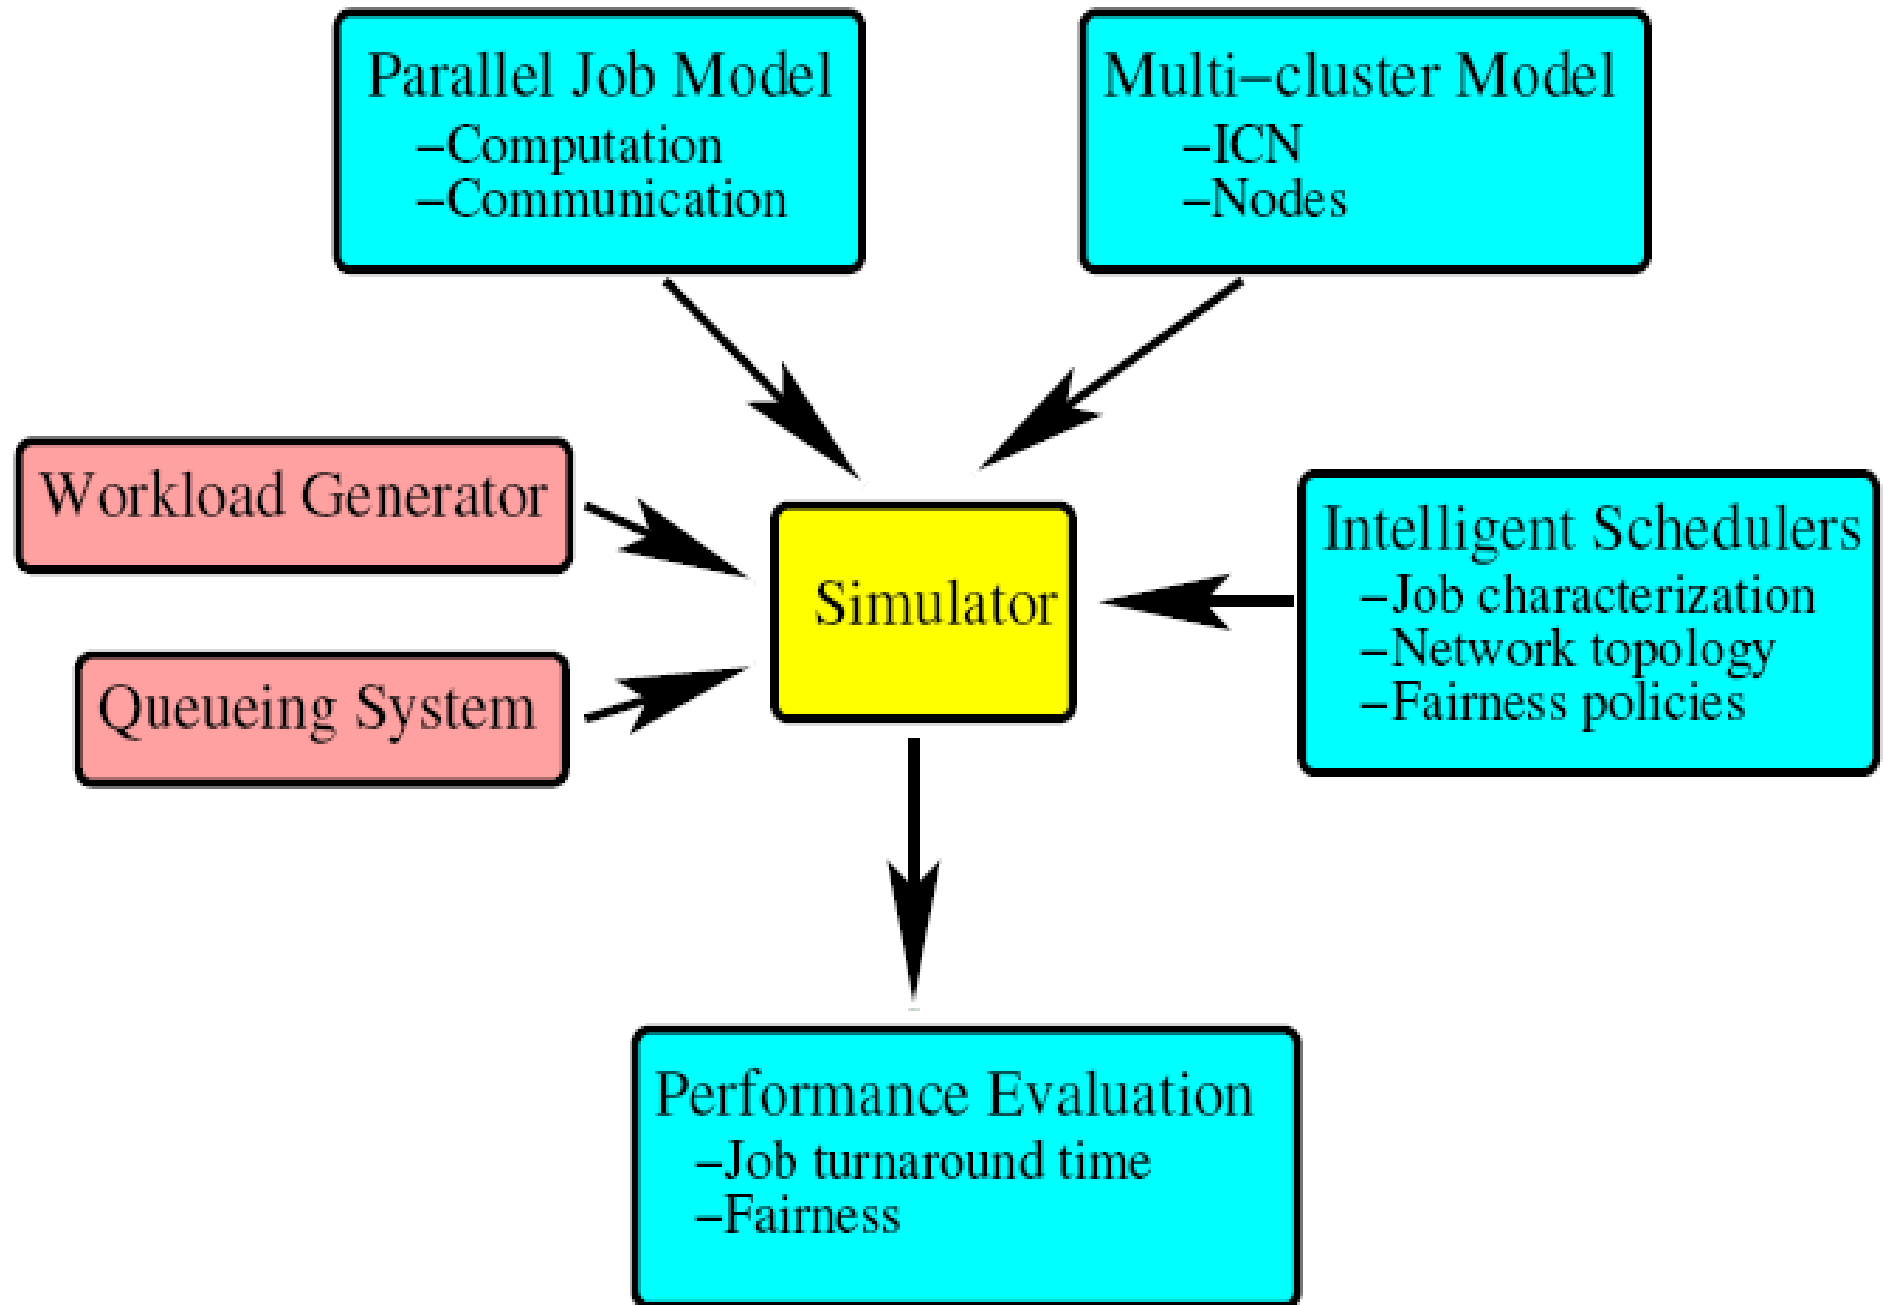 Parallel Job Model
–Computation
–Communication
Multi–cluster Model
–ICN
–Nodes
Workload Generator
Queueing System
Simulator
Intelligent Schedulers
–Job characterization
–Network topology
–Fairness policies
Performance Evaluation
–Job turnaround time
–Fairness